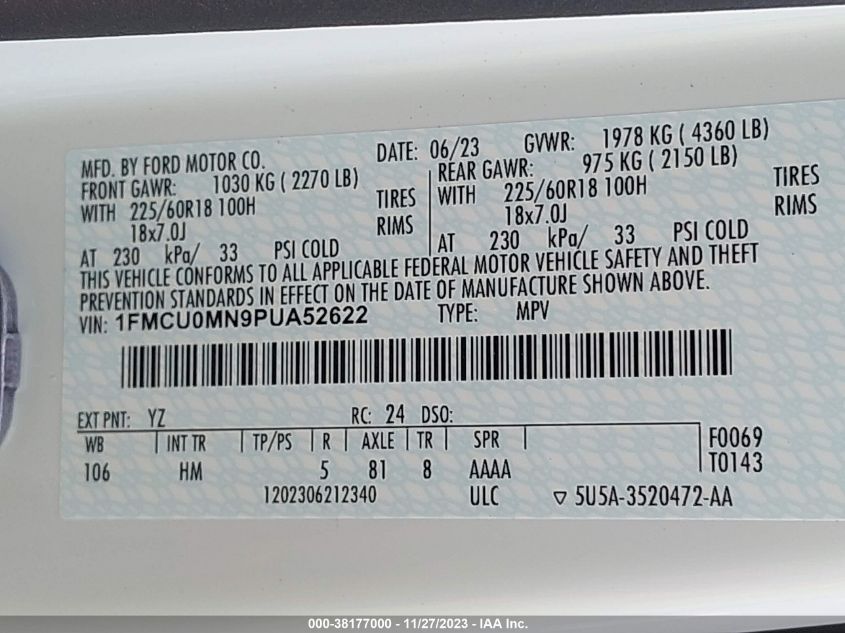 MFD. BY FORD MOTOR CO. DATE: 06/23 GVWR: 1978 KG ( 4360 LB)
FRONT GAWR: 1030 KG ( 2270 LB) REAR GAWR: 975 KG ( 2150 LB)
WITH 225/60R18 100H TIRES WITH 225/60R18 100H TIRES
18x7.0J RIMS 18x7.0J RIMS
AT 230 kPa/ 33 PSI COLD AT 230 kPa/ 33 PSI COLD
THIS VEHICLE CONFORMS TO ALL APPLICABLE FEDERAL MOTOR VEHICLE SAFETY AND THEFT
PREVENTION STANDARDS IN EFFECT ON THE DATE OF MANUFACTURE SHOWN ABOVE.
VIN: 1FMCU0MN9PUA52622 TYPE: MPV
EXT PNT: YZ RC: 24 DSO:
WB INT TR TP/PS R AXLE TR SPR F0069
106 HM 5 81 8 AAAA T0143
1202306212340 ULC ▽ 5U5A-3520472-AA
000-38177000 - 11/27/2023 - IAA Inc.